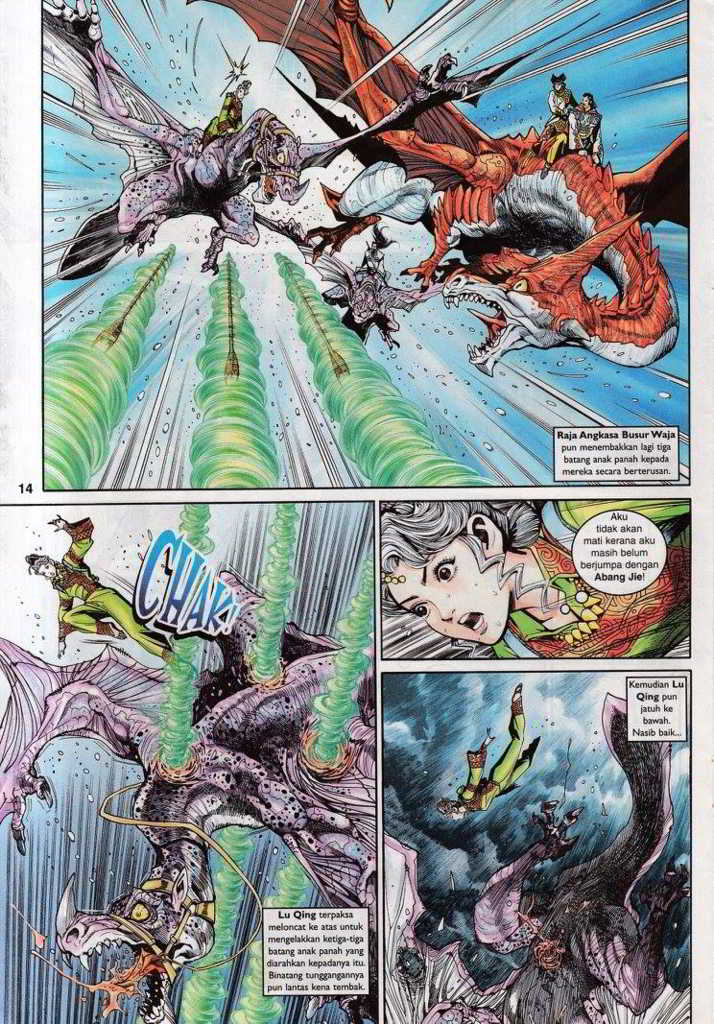 Raja Angkasa Busur Waja
pun menembakkan lagi tiga
batang anak panah kepada
mereka secara berterusan.
14
CHAK!
Lu Qing terpaksa
meloncat ke atas untuk
mengelakkan ketiga-tiga
batang anak panah yang
diarahkan kepadanya itu.
Binatang tunggangannya
pun lantas kena tembak.
Aku
tidak akan
mati kerana aku
masih belum
berjumpa dengan
Abang Jie!
Kemudian Lu
Qing pun
jatuh ke
bawah.
Nasib baik...